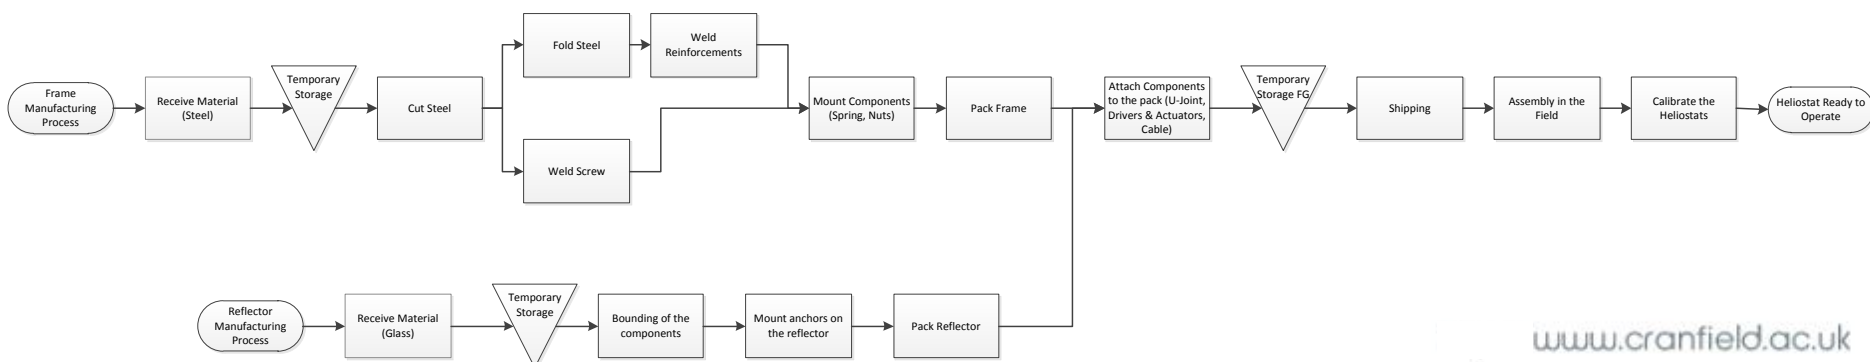 Frame
Manufacturing
Process
Receive Material
(Steel)
Temporary
Storage
Cut Steel
Fold Steel
Weld
Reinforcements
Weld Screw
Mount Components
(Spring, Nuts)
Pack Frame
Attach Components
to the pack (U-Joint,
Drivers & Actuators,
Cable)
Temporary
Storage FG
Shipping
Assembly in the
Field
Calibrate the
Heliostats
Heliostat Ready to
Operate
Reflector
Manufacturing
Process
Receive Material
(Glass)
Temporary
Storage
Bounding of the
components
Mount anchors on
the reflector
Pack Reflector
www.cranfield.ac.uk